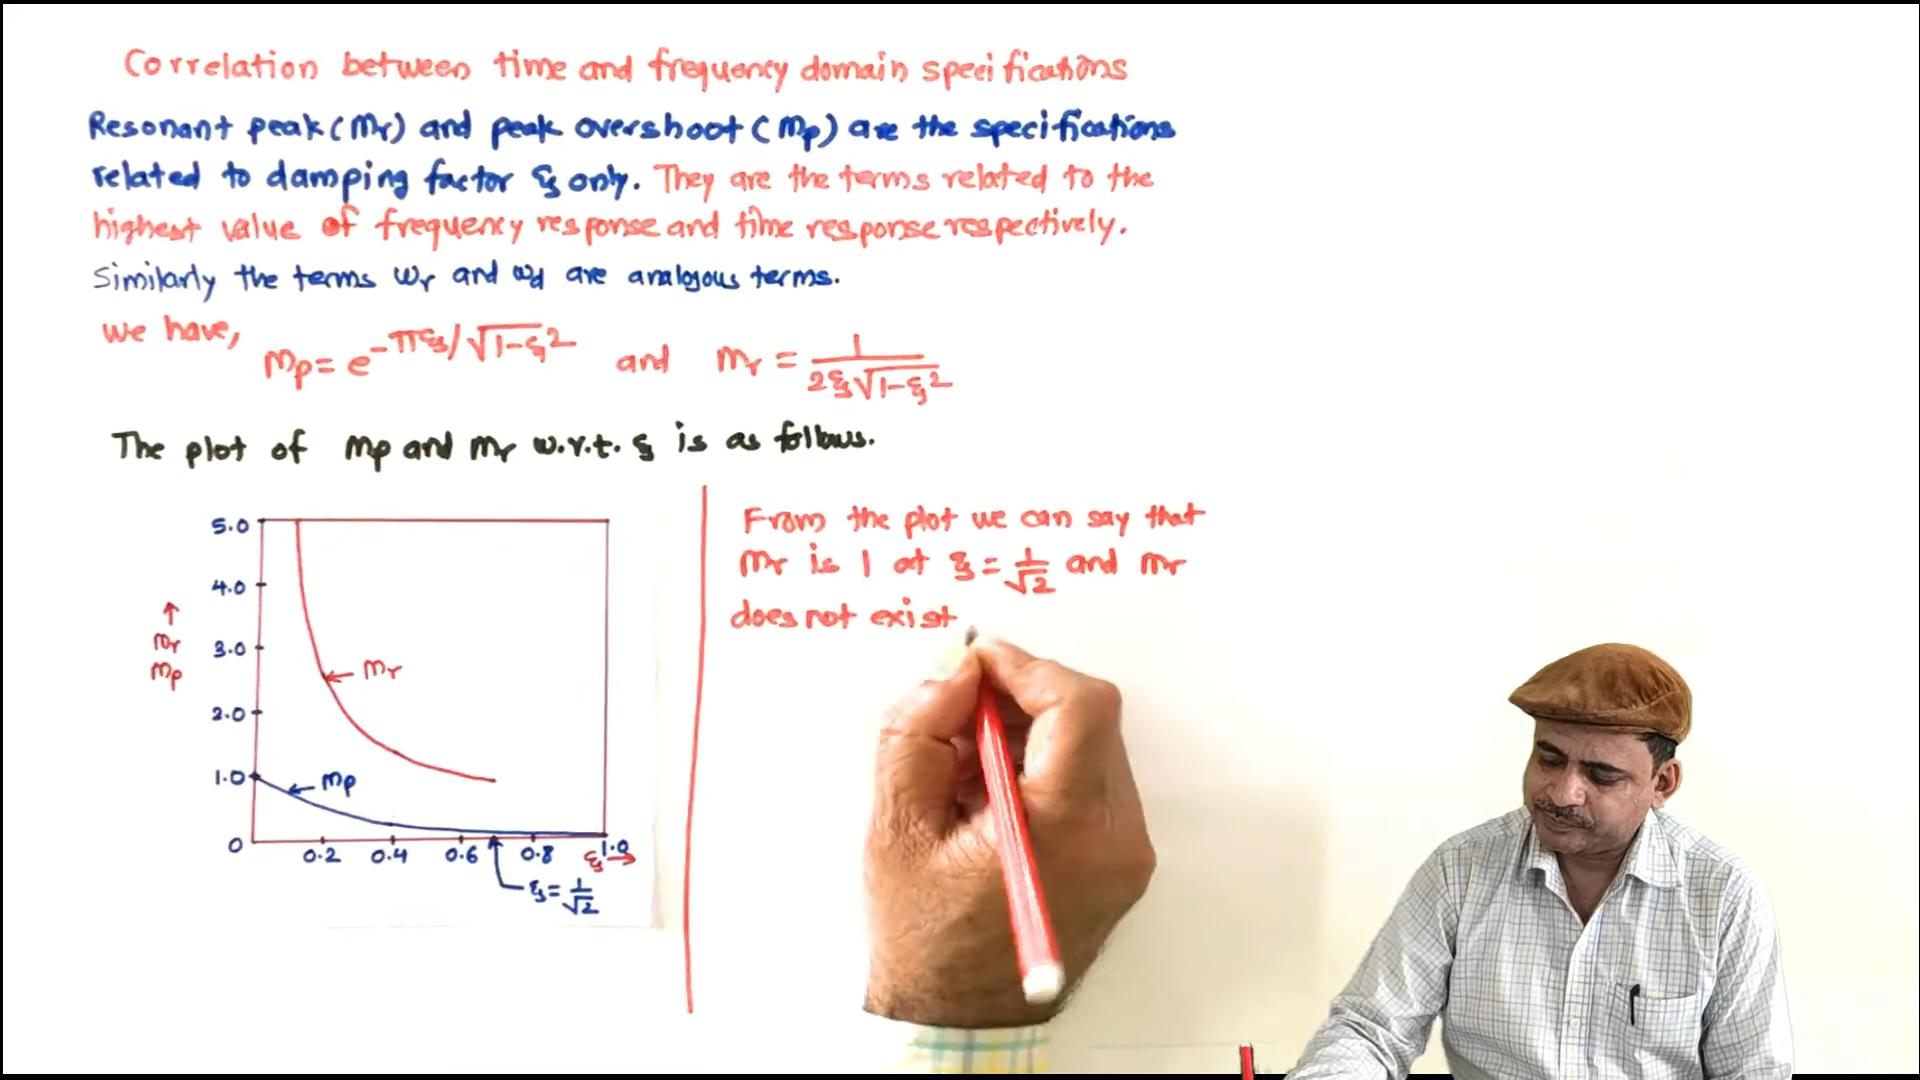 Correlation between time and frequency domain specifications
Resonant peak (Mr) and peak overshoot (Mp) are the specifications
related to damping factor ξ only. They are the terms related to the
highest value of frequency response and time response respectively.
Similarly the terms ωr and ωd are analogous terms.
We have,
Mp = e^-πξ/√1-ξ² and Mr = 1/2ξ√1-ξ²
The plot of Mp and Mr w.r.t. ξ is as follows.
5.0
4.0
3.0
2.0
1.0
0
↑
Mr
Mp
← Mr
← Mp
0.2 0.4 0.6 0.8 1.0
ξ →
ξ = 1/√2
From the plot we can say that
Mr is 1 at ξ = 1/√2 and Mr
does not exist